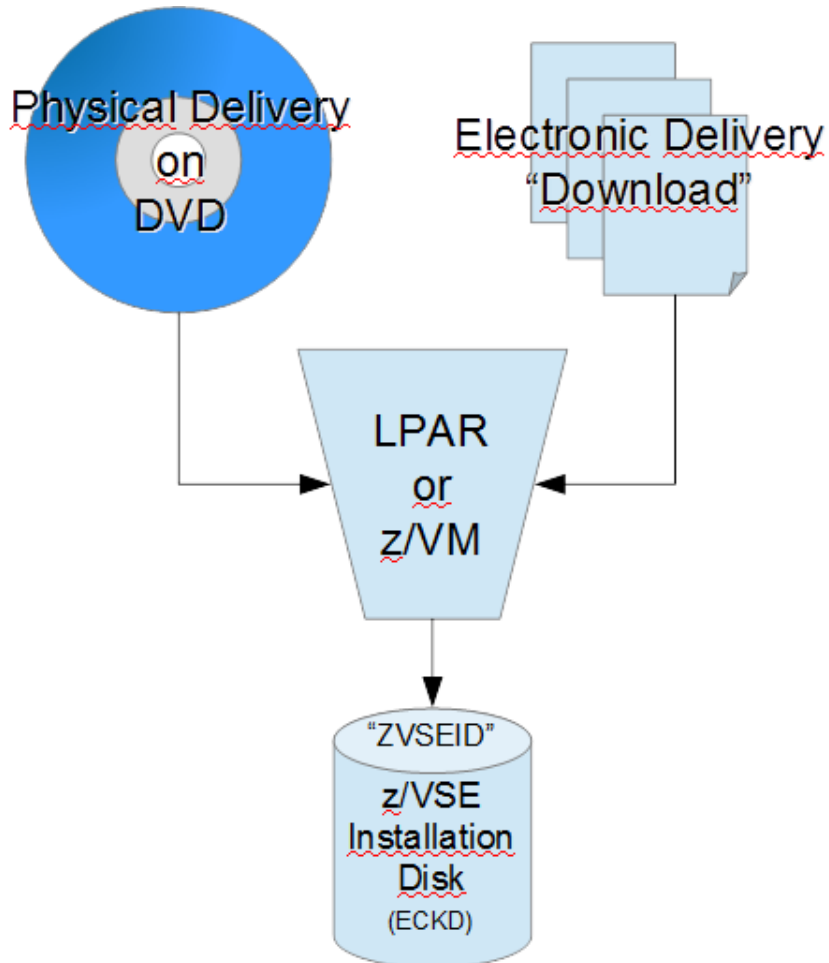 Physical Delivery
on
DVD
Electronic Delivery
“Download”
LPAR
or
z/VM
“ZVSEID”
z/VSE
Installation
Disk
(ECKD)